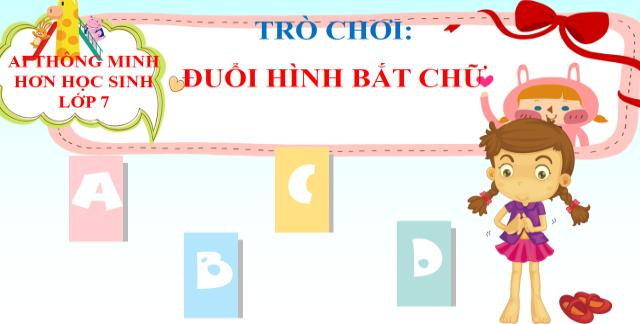 TRÒ CHƠI:
AI THÔNG MINH
HƠN HỌC SINH
LỚP 7
ĐUỔI HÌNH BẮT CHỮ
A
C
B
D